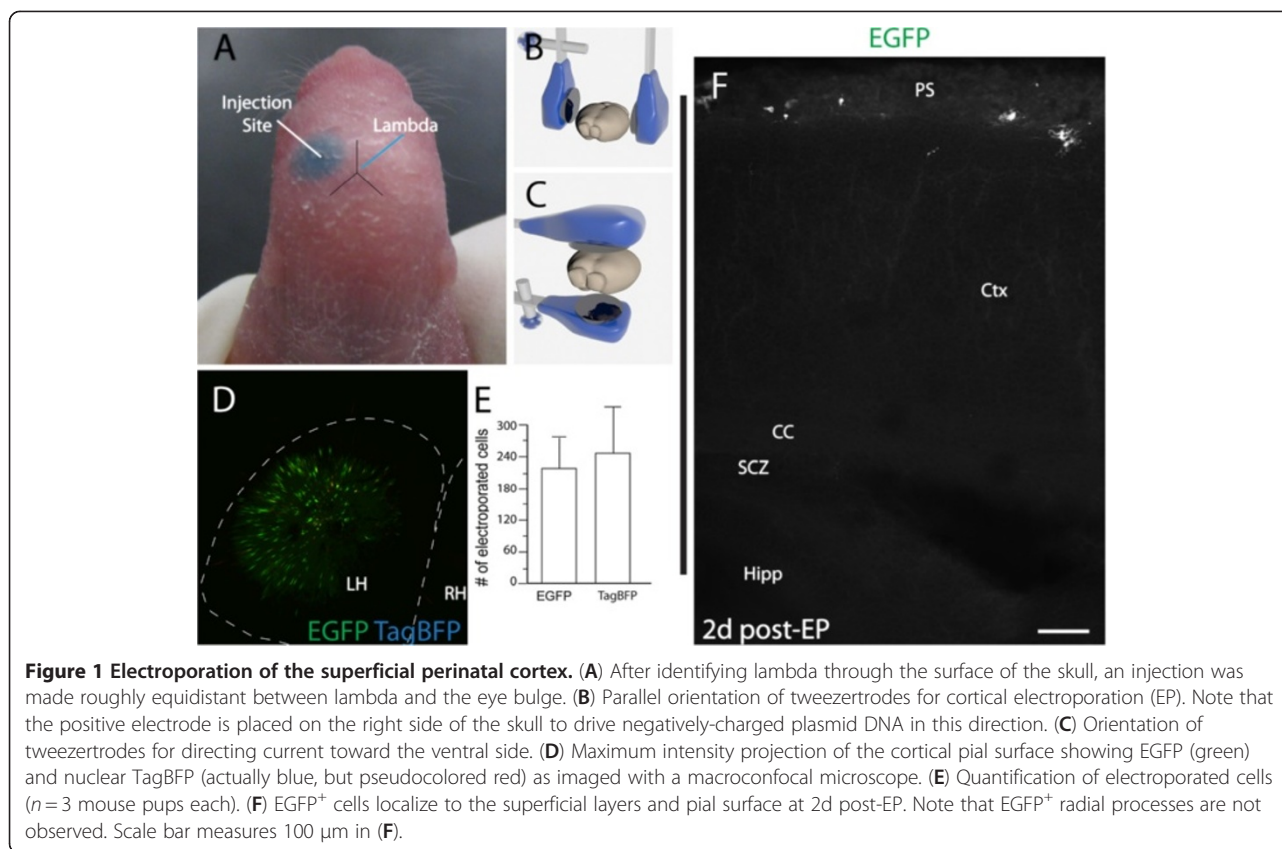 A
Injection
Site
Lambda
B
C
EGFP
F
PS
Ctx
CC
SCZ
Hipp
2d post-EP
D
LH
RH
EGFP TagBFP
E
# of electroporated cells
300
240
180
120
60
0
EGFP
TagBFP
Figure 1 Electroporation of the superficial perinatal cortex. (A) After identifying lambda through the surface of the skull, an injection was
made roughly equidistant between lambda and the eye bulge. (B) Parallel orientation of tweezertrodes for cortical electroporation (EP). Note that
the positive electrode is placed on the right side of the skull to drive negatively-charged plasmid DNA in this direction. (C) Orientation of
tweezertrodes for directing current toward the ventral side. (D) Maximum intensity projection of the cortical pial surface showing EGFP (green)
and nuclear TagBFP (actually blue, but pseudocolored red) as imaged with a macroconfocal microscope. (E) Quantification of electroporated cells
(n = 3 mouse pups each). (F) EGFP⁺ cells localize to the superficial layers and pial surface at 2d post-EP. Note that EGFP⁺ radial processes are not
observed. Scale bar measures 100 μm in (F).